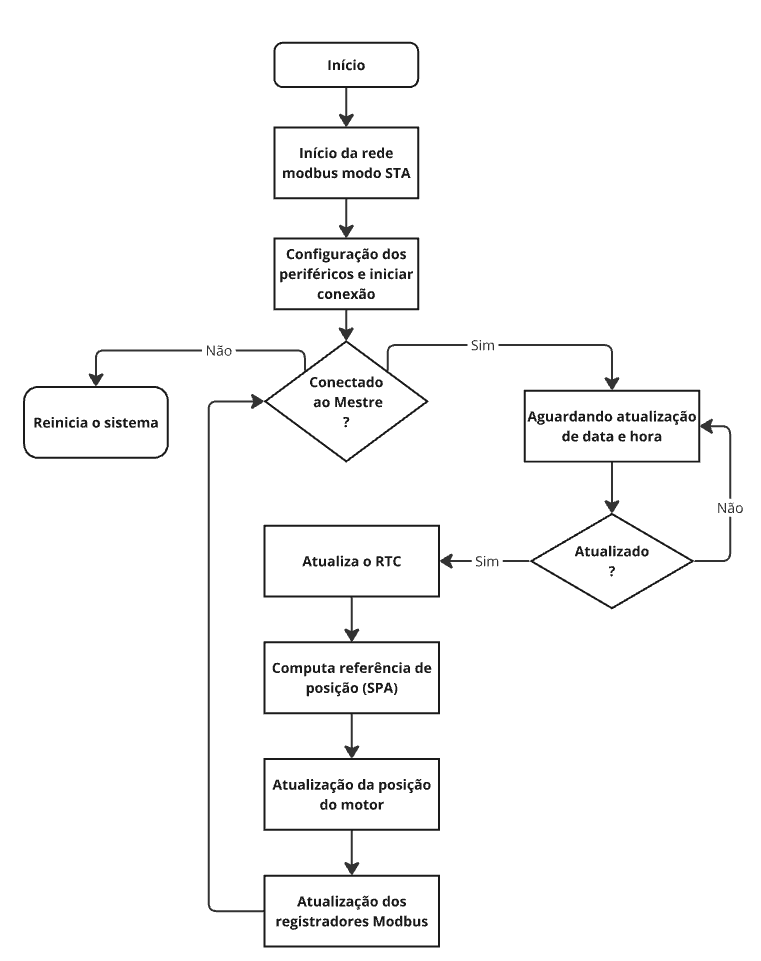 Início
Início da rede
modbus modo STA
Configuração dos
periféricos e iniciar
conexão
Não
Sim
Conectado
ao Mestre
?
Reinicia o sistema
Aguardando atualização
de data e hora
Não
Atualizado
?
Sim
Atualiza o RTC
Computa referência de
posição (SPA)
Atualização da posição
do motor
Atualização dos
registradores Modbus